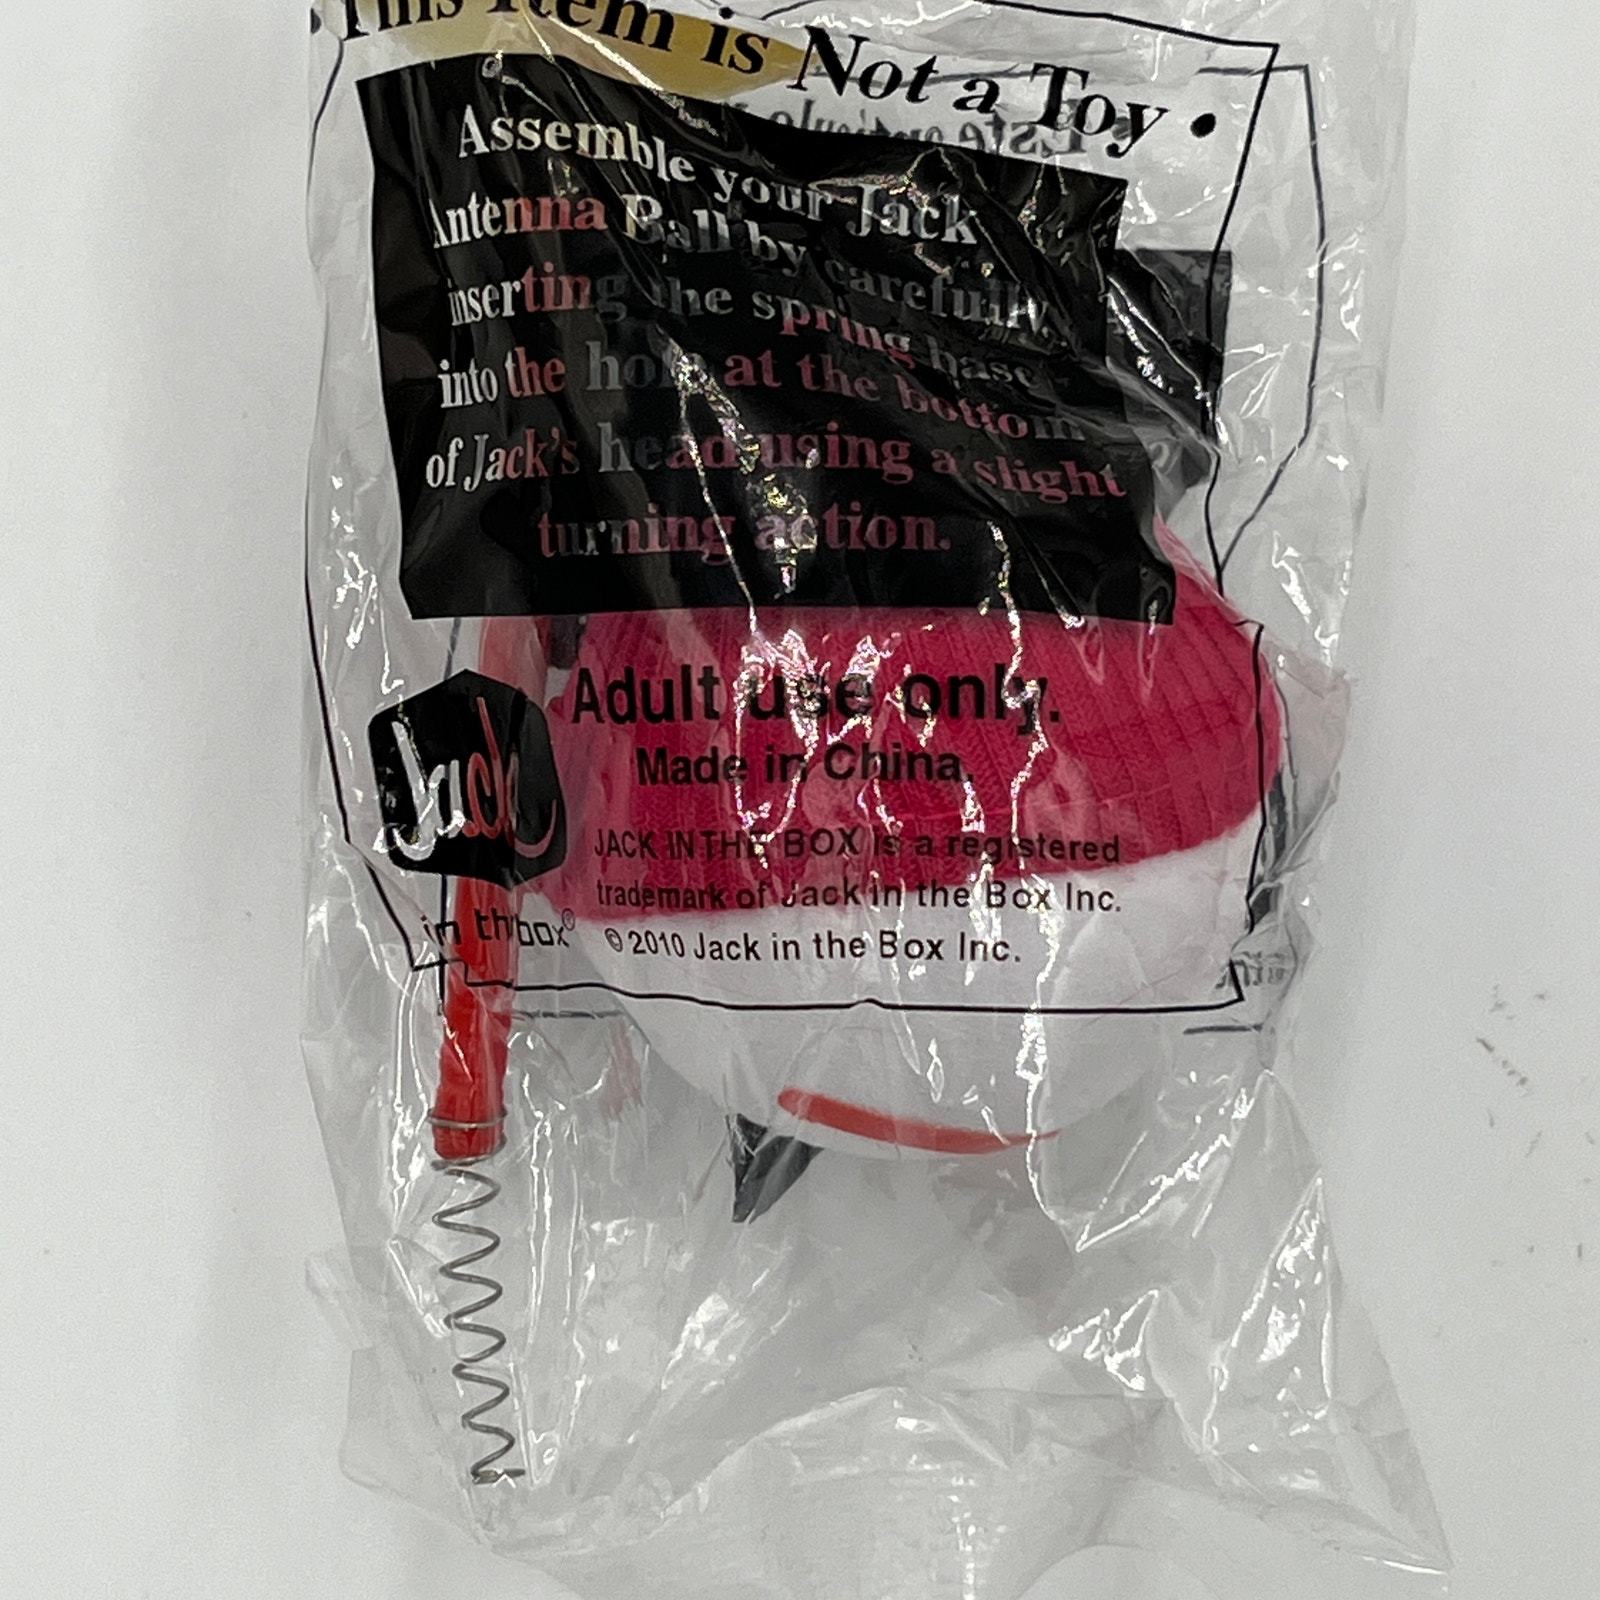 This Item is Not a Toy •
Assemble your Jack
Antenna Ball by carefully
inserting the spring base
into the hole at the bottom
of Jack's head using a slight
turning action.
Adult use only.
Made in China.
Jack
in the box®
JACK IN THE BOX is a registered
trademark of Jack in the Box Inc.
© 2010 Jack in the Box Inc.